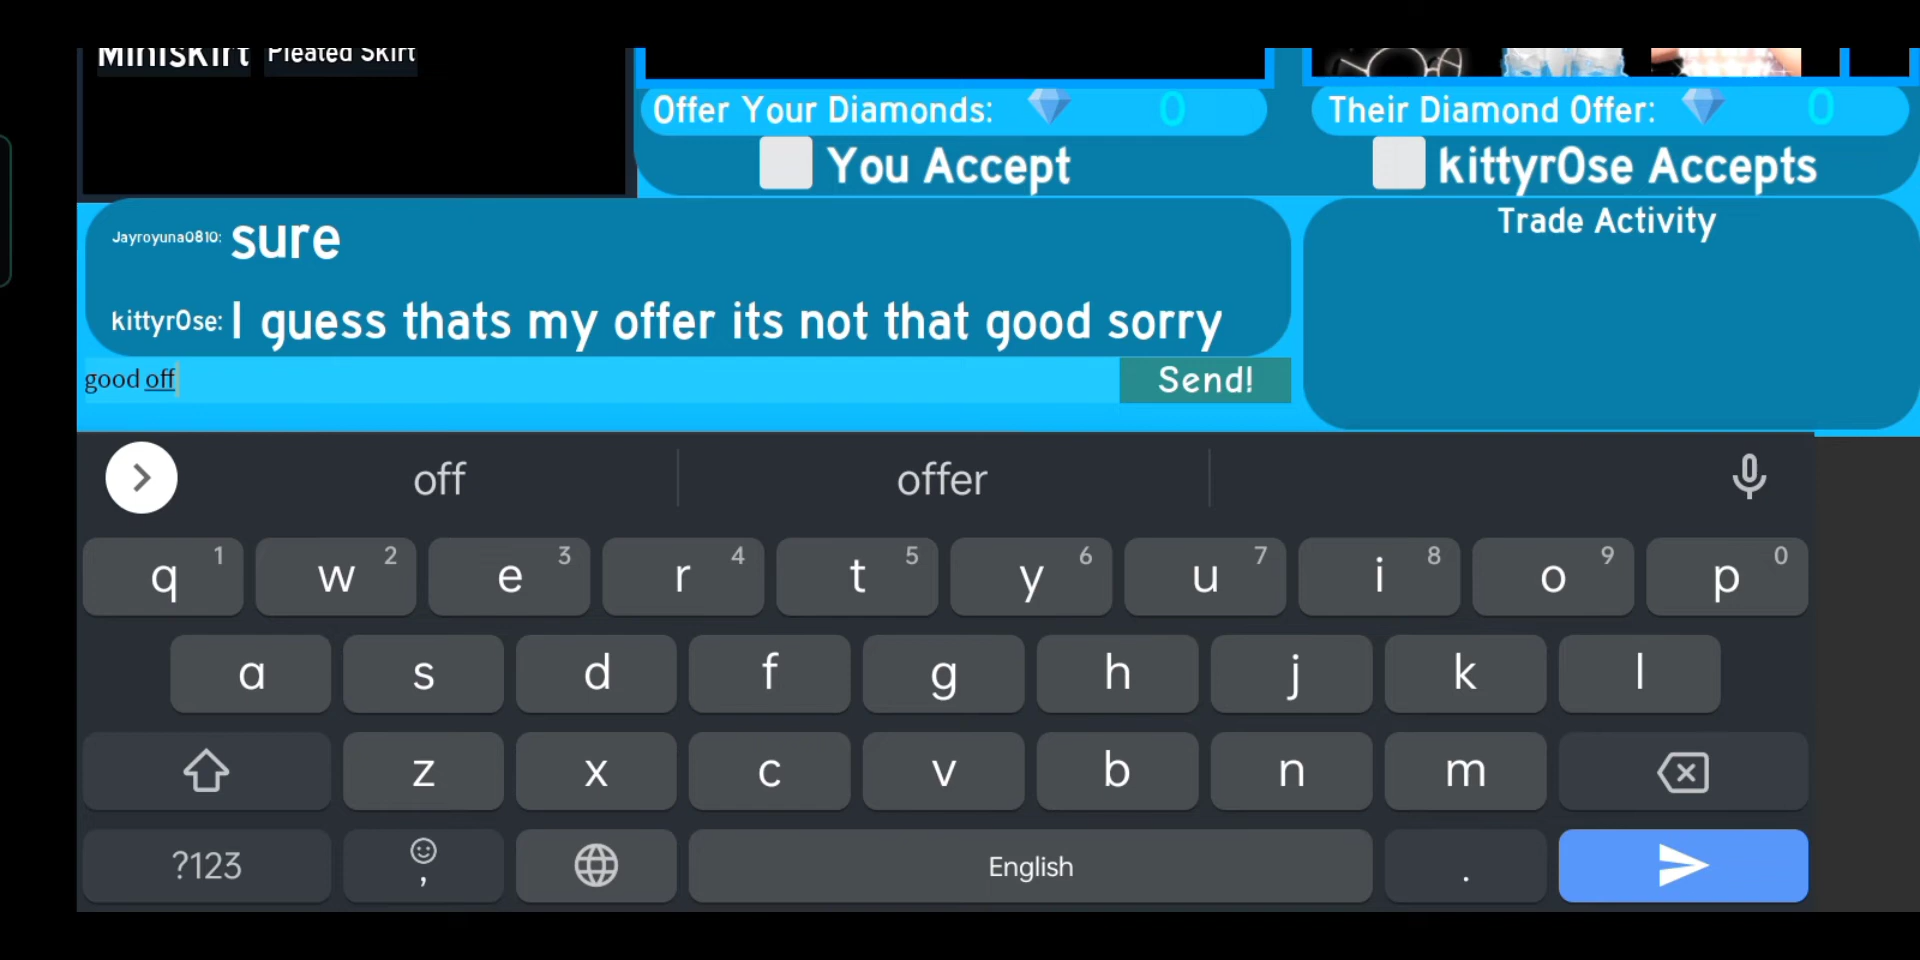 Miniskirt Pleated Skirt
Offer Your Diamonds: 0
Their Diamond Offer: 0
You Accept
kittyr0se Accepts
Jayroyuna0810: sure
Trade Activity
kittyr0se: I guess thats my offer its not that good sorry
good off
Send!
off offer
q 1 w 2 e 3 r 4 t 5 y 6 u 7 i 8 o 9 p 0
a s d f g h j k l
z x c v b n m
?123 , English .